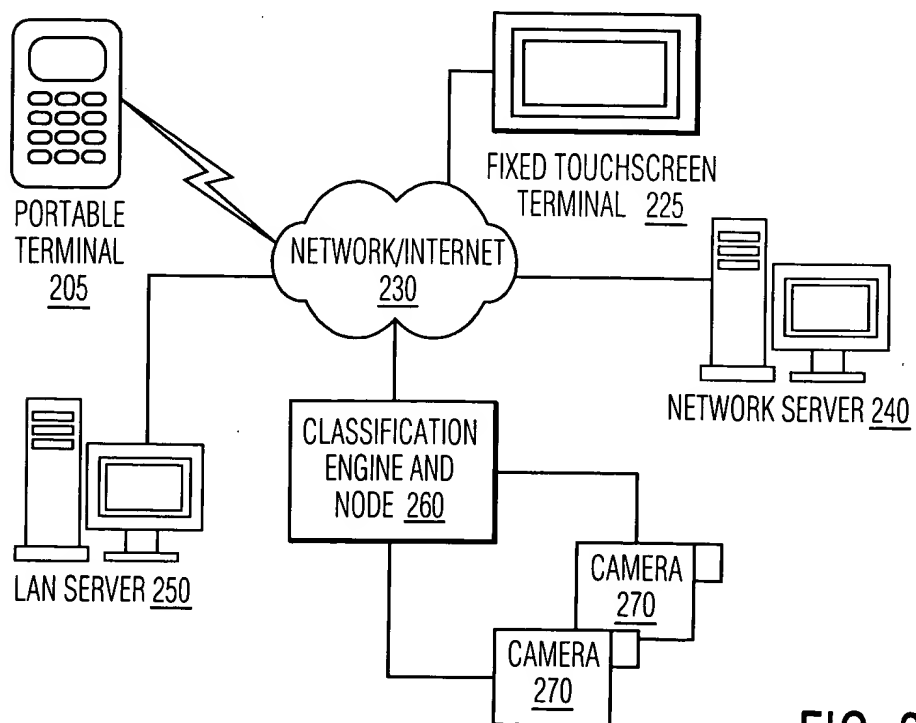 PORTABLE
TERMINAL
205
FIXED TOUCHSCREEN
TERMINAL 225
NETWORK/INTERNET
230
NETWORK SERVER 240
CLASSIFICATION
ENGINE AND
NODE 260
LAN SERVER 250
CAMERA
270
CAMERA
270